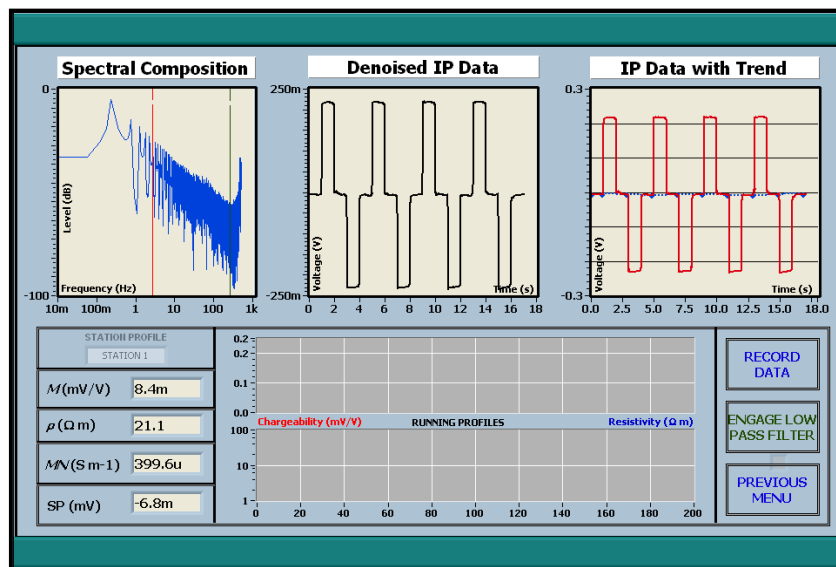 Spectral Composition
Denoised IP Data
IP Data with Trend
0
Level (dB)
-100
Frequency (Hz)
10m 100m 1 10 100 1k
250m
-250m
Voltage (V)
Time (s)
0 2 4 6 8 10 12 14 16 18
0.3
-0.3
Voltage (V)
Time (s)
0.0 2.5 5.0 7.5 10.0 12.5 15.0 18.0
STATION PROFILE
STATION 1
M(mV/V) 8.4m
ρ(Ω m) 21.1
MN(S m-1) 399.6u
SP (mV) -6.8m
0.2
0.2
0.1
0.0
Chargeability (mV/V) RUNNING PROFILES Resistivity (Ω m)
100
10
1
0 20 40 60 80 100 120 140 160 180 200
RECORD
DATA
ENGAGE LOW
PASS FILTER
PREVIOUS
MENU